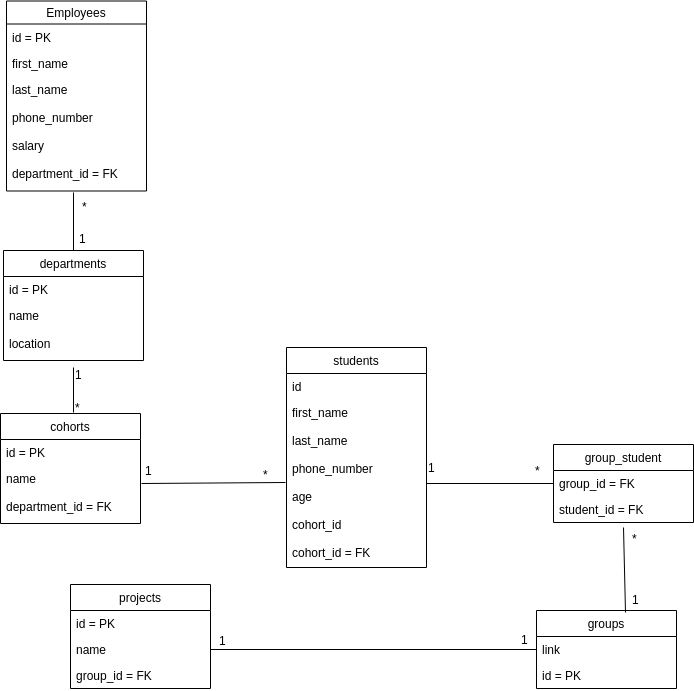 Employees
id = PK
first_name
last_name
phone_number
salary
department_id = FK
*
1
departments
id = PK
name
location
1
*
cohorts
id = PK
name
department_id = FK
1
*
students
id
first_name
last_name
phone_number
age
cohort_id
cohort_id = FK
1
*
group_student
group_id = FK
student_id = FK
*
1
groups
link
id = PK
1
1
projects
id = PK
name
group_id = FK